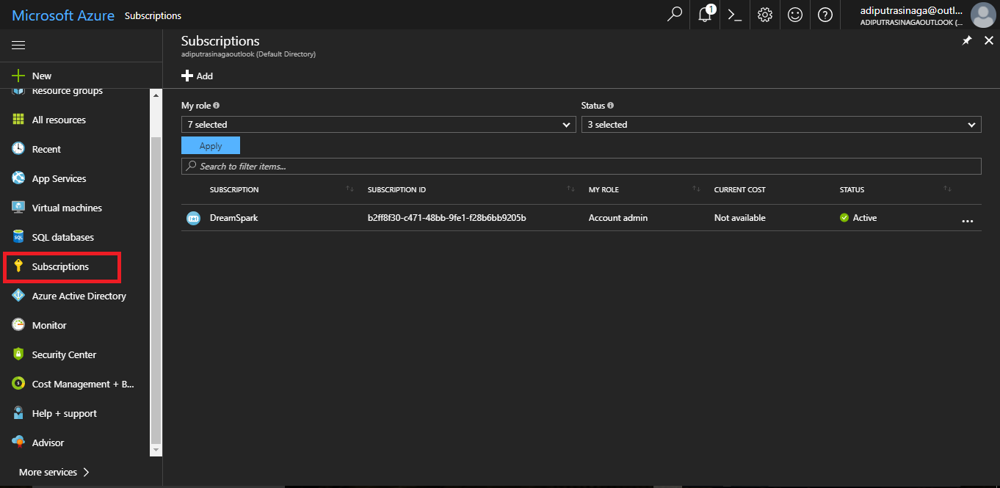 Microsoft Azure Subscriptions
1
adiputrasinaga@outl...
ADIPUTRASINAGAOUTLOOK (...
New
Resource groups
All resources
Recent
App Services
Virtual machines
SQL
SQL databases
Subscriptions
Azure Active Directory
Monitor
Security Center
Cost Management + B...
Help + support
Advisor
More services
Subscriptions
adiputrasinagaoutlook (Default Directory)
Add
My role
7 selected
Status
3 selected
Apply
Search to filter items...
SUBSCRIPTION SUBSCRIPTION ID MY ROLE CURRENT COST STATUS
DreamSpark b2ff8f30-c471-48bb-9fe1-f28b6bb9205b Account admin Not available Active